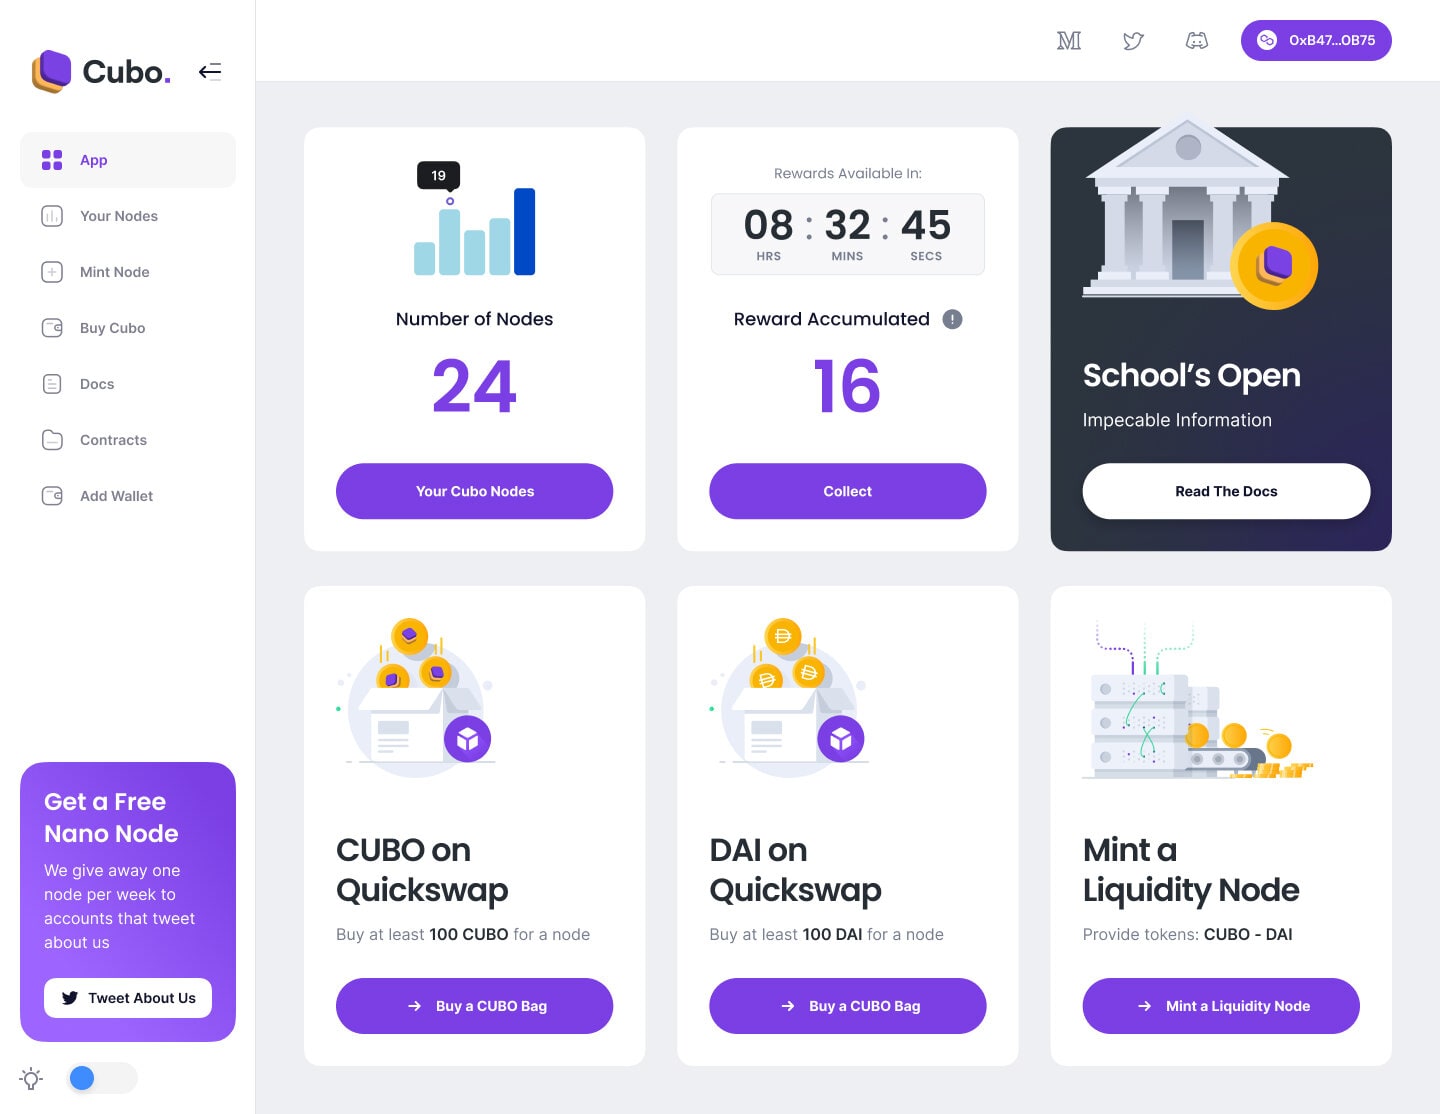 Cubo.
App
Your Nodes
Mint Node
Buy Cubo
Docs
Contracts
Add Wallet
Get a Free
Nano Node
We give away one
node per week to
accounts that tweet
about us
Tweet About Us
0xB47...0B75
19
Number of Nodes
24
Your Cubo Nodes
Rewards Available In:
08 : 32 : 45
HRS MINS SECS
Reward Accumulated
16
Collect
School’s Open
Impecable Information
Read The Docs
CUBO on
Quickswap
Buy at least 100 CUBO for a node
Buy a CUBO Bag
DAI on
Quickswap
Buy at least 100 DAI for a node
Buy a CUBO Bag
Mint a
Liquidity Node
Provide tokens: CUBO - DAI
Mint a Liquidity Node